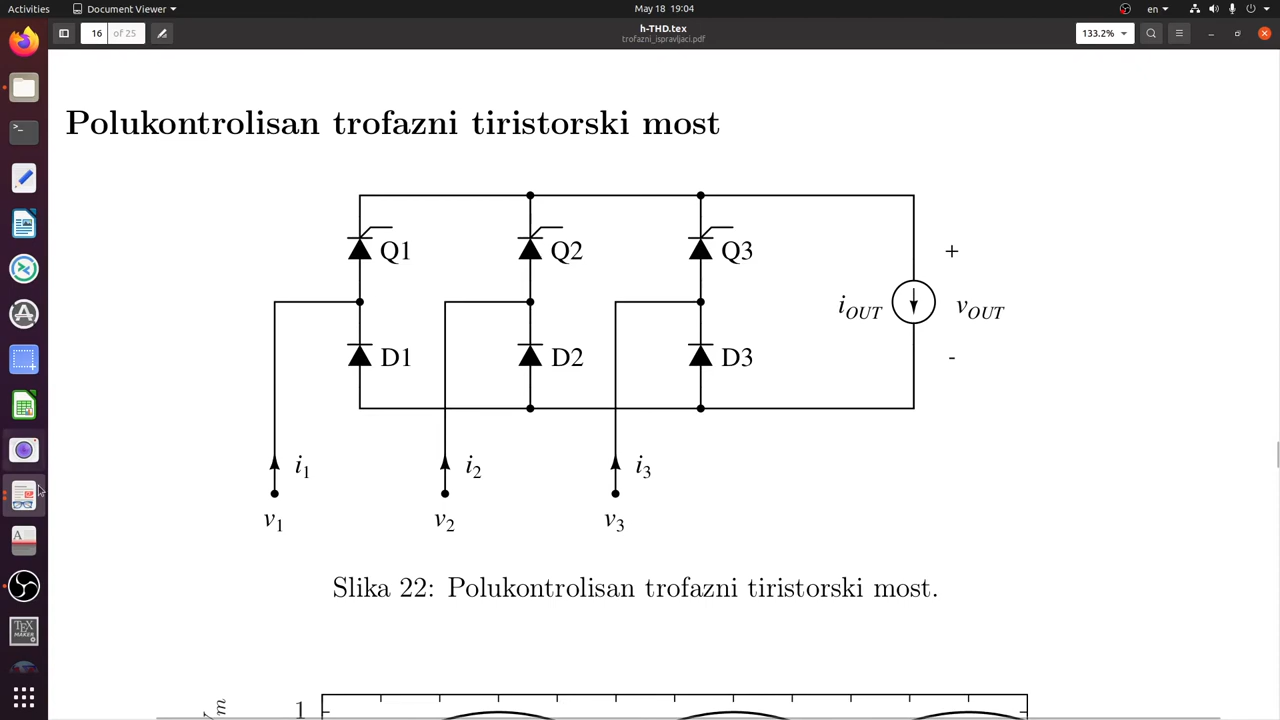 Activities
Document Viewer
May 18 19:04
en
16 of 25
h-THD.tex
trofazni_ispravljaci.pdf
133.2%
Polukontrolisan trofazni tiristorski most
Q1 Q2 Q3 +
iOUT vOUT
D1 D2 D3 -
i1 i2 i3
v1 v2 v3
Slika 22: Polukontrolisan trofazni tiristorski most.
1
m
TEX
MAKER
A